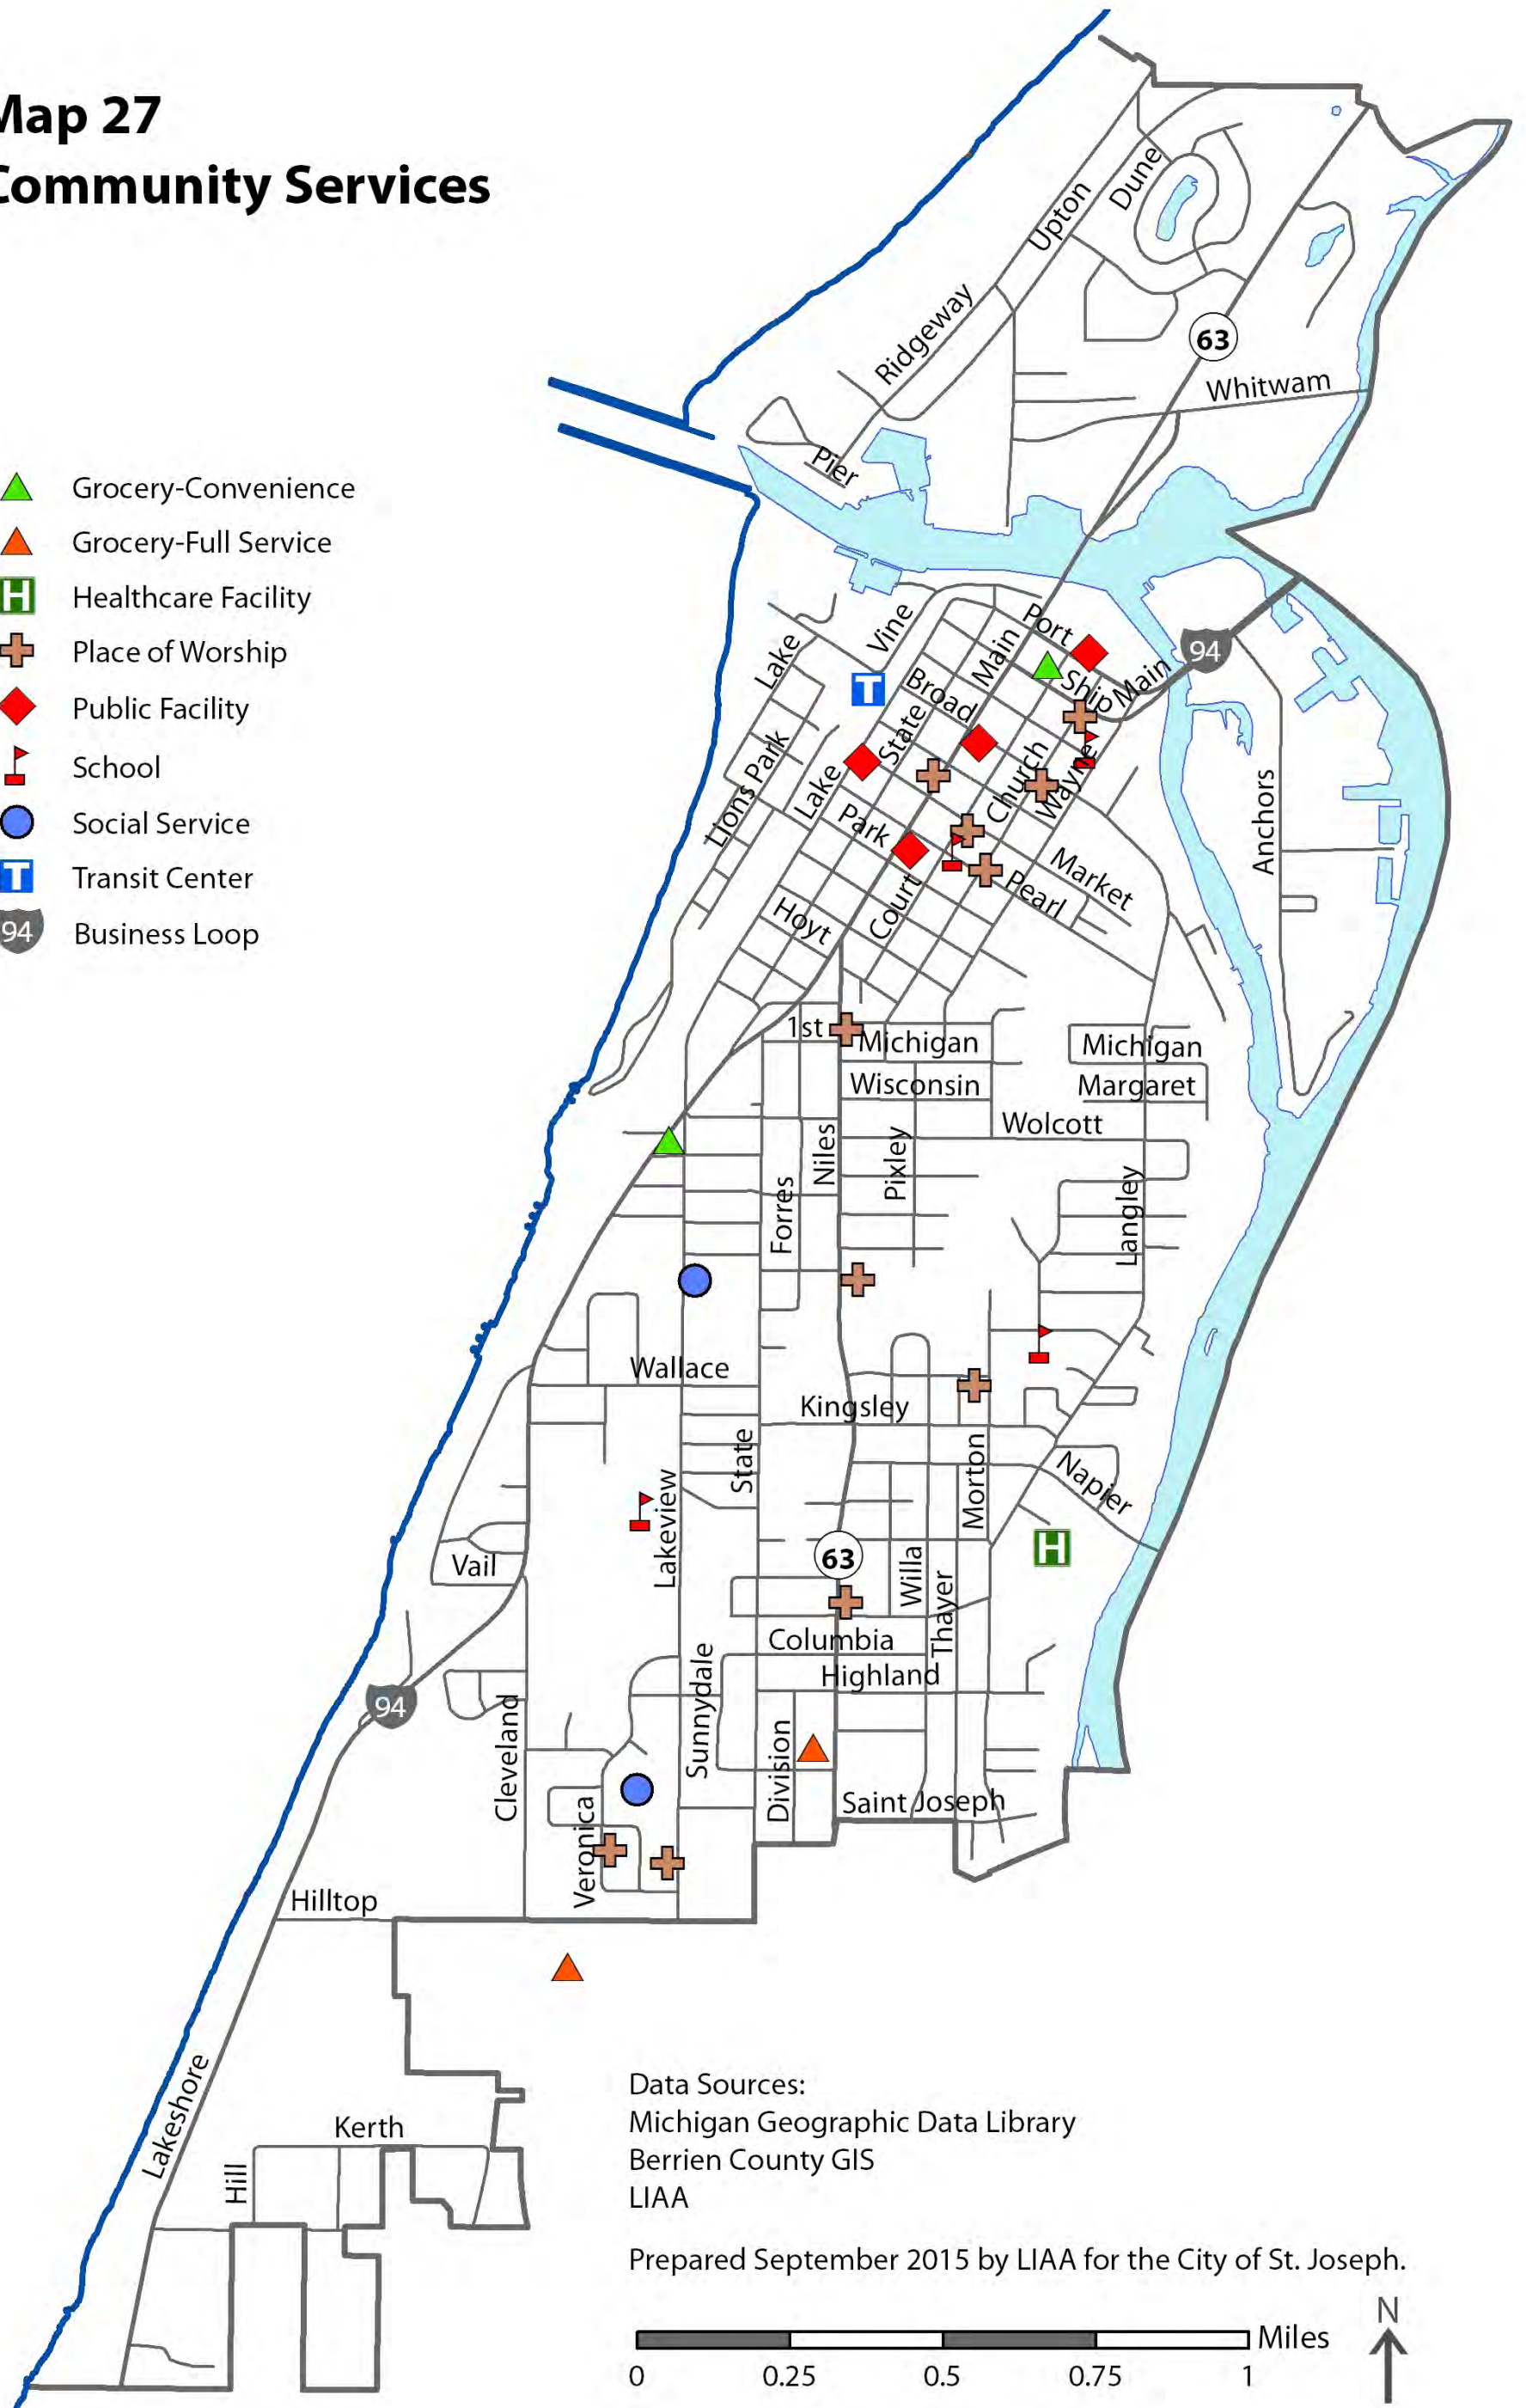 Map 27
Community Services
Grocery-Convenience
Grocery-Full Service
H Healthcare Facility
Place of Worship
Public Facility
School
Social Service
T Transit Center
94 Business Loop
Dune
Upton
Ridgeway
63
Whitwam
Pier
Port
Vine
Main
Lake
94
Ship
Main
T
Broad
State
Lions Park
Lake
Church
Wayne
Anchors
Park
Market
Pearl
Court
Hoyt
1st
Michigan
Michigan
Wisconsin
Margaret
Wolcott
Niles
Pixley
Langley
Forres
Wallace
Kingsley
State
Morton
Napier
Lakeview
H
Vail
63
Willa
Thayer
Columbia
Highland
Sunnydale
94
Cleveland
Division
Saint Joseph
Veronica
Hilltop
Lakeshore
Kerth
Hill
Data Sources:
Michigan Geographic Data Library
Berrien County GIS
LIAA
Prepared September 2015 by LIAA for the City of St. Joseph.
N
Miles
0 0.25 0.5 0.75 1